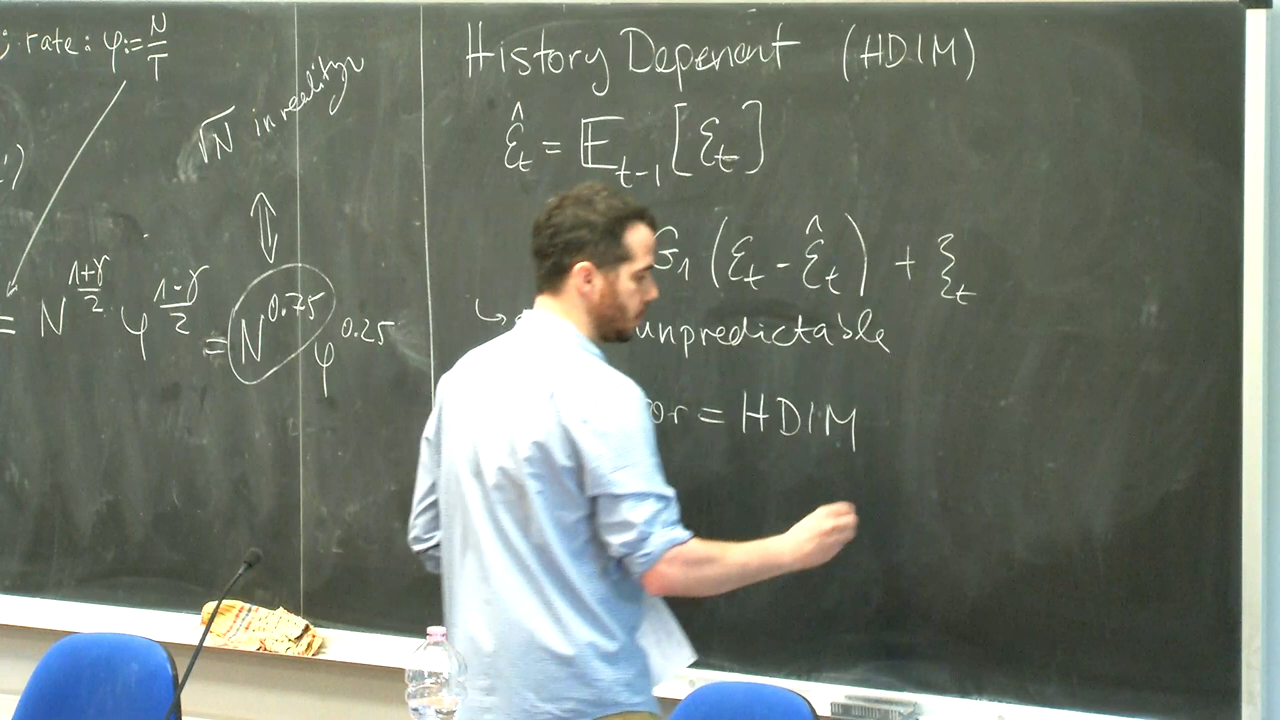 rate: φ:= N/T
√N in reality
= N^{(1+γ)/2} φ^{(1-γ)/2} = N^{0.75} φ^{0.25}
History Dependent (HDIM)
ε̂_t = E_{t-1}[ε_t]
G_1(ε_t - ε̂_t) + ξ_t
unpredictable
or = HDIM